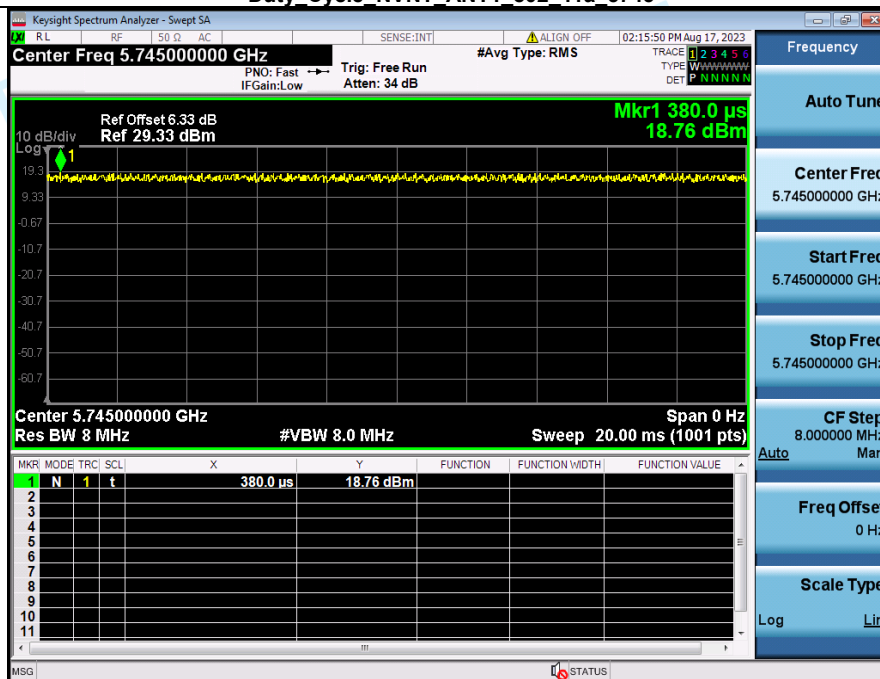 Keysight Spectrum Analyzer - Swept SA
LXI RL RF 50 Ω AC SENSE:INT ALIGN OFF 02:15:50 PM Aug 17, 2023
Center Freq 5.745000000 GHz #Avg Type: RMS TRACE 1 2 3 4 5 6
PNO: Fast Trig: Free Run TYPE WWWWWW
IFGain:Low Atten: 34 dB DET P N N N N N
Mkr1 380.0 µs
Ref Offset 6.33 dB
10 dB/div Ref 29.33 dBm 18.76 dBm
Log
1
19.3
9.33
-0.67
-10.7
-20.7
-30.7
-40.7
-50.7
-60.7
Center 5.745000000 GHz Span 0 Hz
Res BW 8 MHz #VBW 8.0 MHz Sweep 20.00 ms (1001 pts)
MKR MODE TRC SCL X Y FUNCTION FUNCTION WIDTH FUNCTION VALUE
1 N 1 t 380.0 µs 18.76 dBm
2
3
4
5
6
7
8
9
10
11
MSG STATUS
Frequency
Auto Tune
Center Freq
5.745000000 GHz
Start Freq
5.745000000 GHz
Stop Freq
5.745000000 GHz
CF Step
8.000000 MHz
Auto Man
Freq Offset
0 Hz
Scale Type
Log Lin